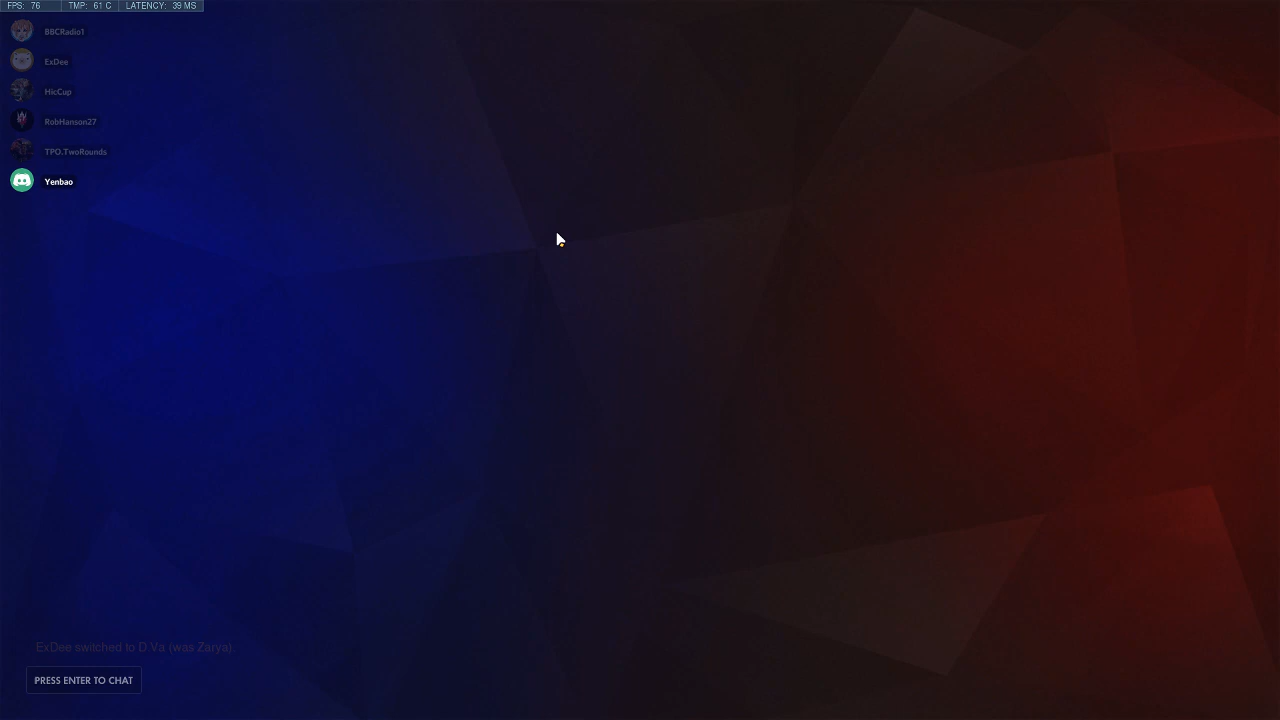 FPS: 76 TMP: 61 C LATENCY: 39 MS
BBCRadio1
ExDee
HicCup
RobHanson27
TPO.TwoRounds
Yenbao
ExDee switched to D.Va (was Zarya).
PRESS ENTER TO CHAT